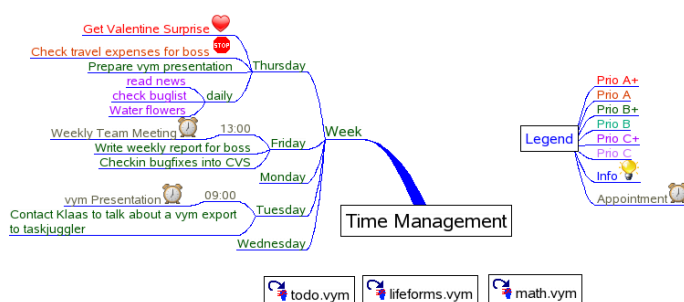 Get Valentine Surprise
STOP
Check travel expenses for boss
Prepare vym presentation
Thursday
read news
check buglist
daily
Water flowers
Weekly Team Meeting
13:00
Write weekly report for boss
Friday
Checkin bugfixes into CVS
Week
Monday
vym Presentation
09:00
Contact Klaas to talk about a vym export
to taskjuggler
Tuesday
Wednesday
Time Management
Legend
Prio A+
Prio A
Prio B+
Prio B
Prio C+
Prio C
Info
Appointment
todo.vym
lifeforms.vym
math.vym